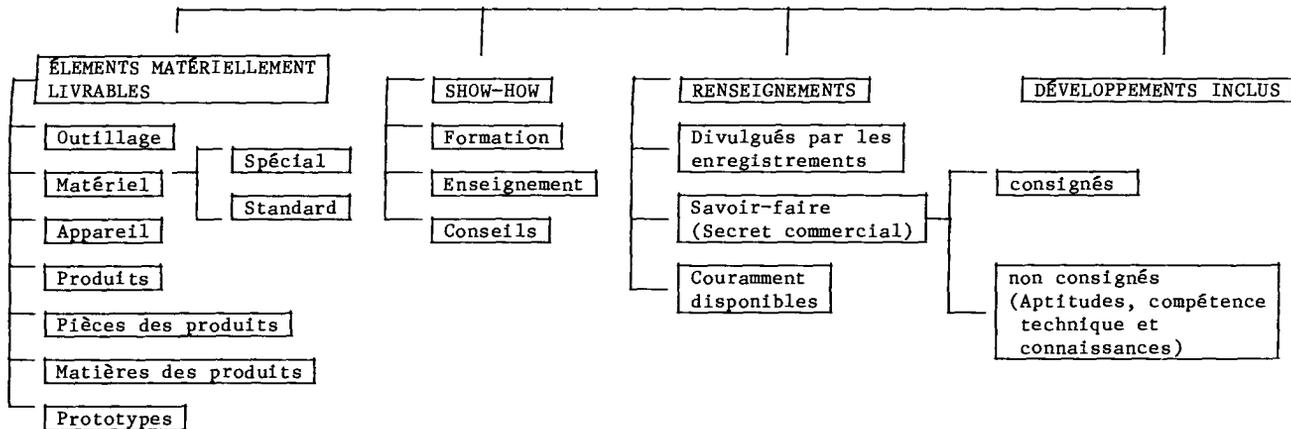 ÉLEMENTS MATÉRIELLEMENT
LIVRABLES
Outillage
Matériel
Spécial
Standard
Appareil
Produits
Pièces des produits
Matières des produits
Prototypes
SHOW-HOW
Formation
Enseignement
Conseils
RENSEIGNEMENTS
Divulgués par les
enregistrements
Savoir-faire
(Secret commercial)
consignés
non consignés
(Aptitudes, compétence
technique et
connaissances)
Couramment
disponibles
DÉVELOPPEMENTS INCLUS